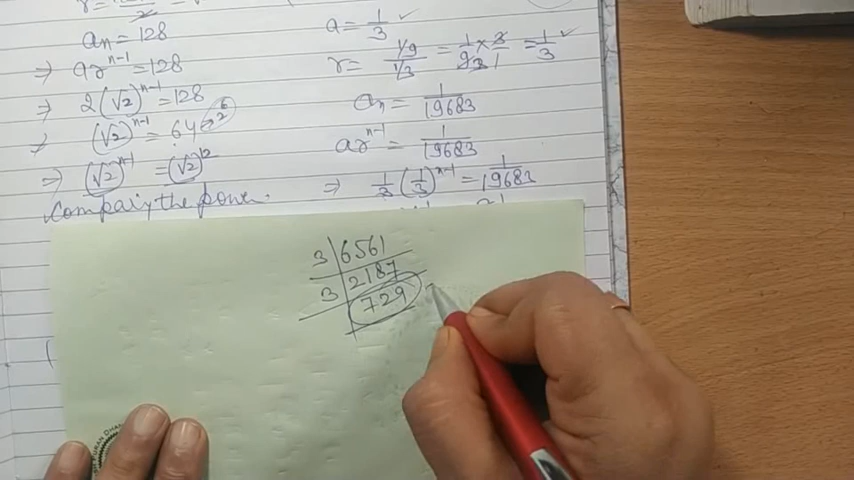 aₙ = 128
⇒ arⁿ⁻¹ = 128
⇒ 2(√2)ⁿ⁻¹ = 128
⇒ (√2)ⁿ⁻¹ = 64 → 2⁶
⇒ (√2)ⁿ⁻¹ = (√2)¹²
Compairy the power.
a = 1/3 ✓
r = (1/9)/(1/3) = 1/9 × 3/1 = 1/3 ✓
aₙ = 1/19683
arⁿ⁻¹ = 1/19683
⇒ 1/3 (1/3)ⁿ⁻¹ = 1/19683
3 | 6561
3 | 2187
729